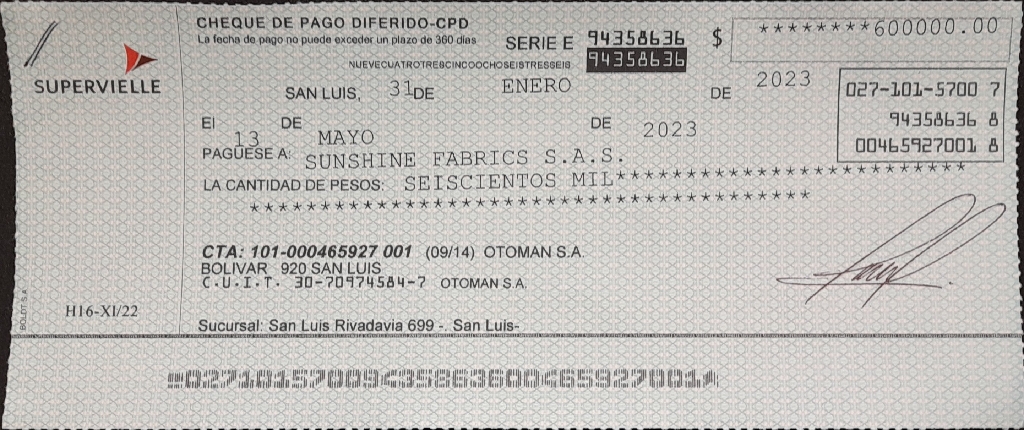 CHEQUE DE PAGO DIFERIDO-CPD
La fecha de pago no puede exceder un plazo de 360 días
SERIE E 94358636 $ ********600000.00
94358636
NUEVECUATROTRESCINCOOCHOSEISTRESSEIS
SUPERVIELLE
SAN LUIS, 31 DE ENERO DE 2023
027-101-5700 7
94358636 8
00465927001 8
El 13 DE MAYO DE 2023
PAGUESE A: SUNSHINE FABRICS S.A.S.
LA CANTIDAD DE PESOS: SEISCIENTOS MIL************************
****************************************
CTA: 101-000465927 001 (09/14) OTOMAN S.A.
BOLIVAR 920 SAN LUIS
C.U.I.T. 30-70974584-7 OTOMAN S.A.
BOLDT S.A
H16-XI/22
Sucursal: San Luis Rivadavia 699 -. San Luis-
02710157009435863600465927001